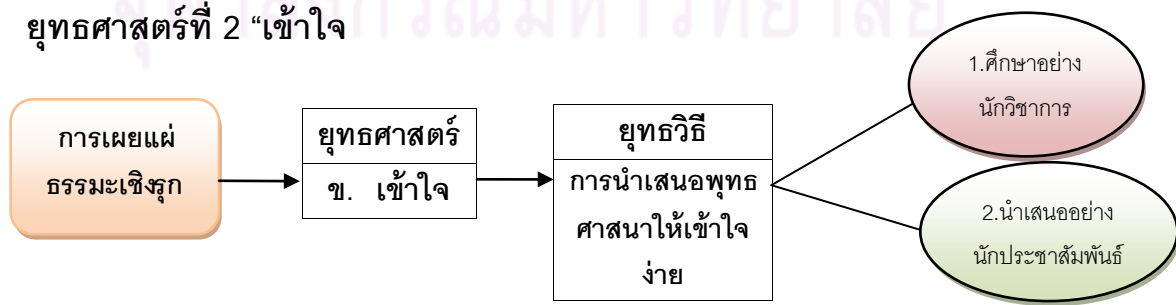 ยุทธศาสตร์ที่ 2 “เข้าใจ
การเผยแผ่
ธรรมะเชิงรุก
ยุทธศาสตร์
ข. เข้าใจ
ยุทธวิธี
การนำเสนอพุทธ
ศาสนาให้เข้าใจ
ง่าย
1.ศึกษาอย่าง
นักวิชาการ
2.นำเสนออย่าง
นักประชาสัมพันธ์